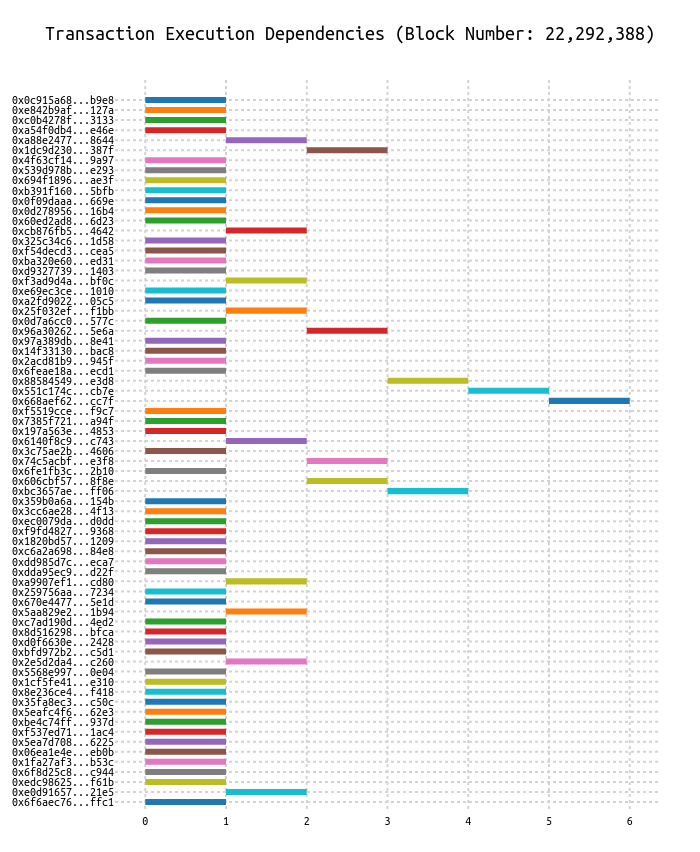 Transaction Execution Dependencies (Block Number: 22,292,388)
0x0c915a68...b9e8
0xe842b9af...127a
0xc0b4278f...3133
0xa54f0db4...e46e
0xa88e2477...8644
0x1dc9d230...387f
0x4f63cf14...9a97
0x539d978b...e293
0x694f1896...ae3f
0xb391f160...5bfb
0x0f09daaa...669e
0x0d278956...16b4
0x60ed2ad8...6d23
0xcb876fb5...4642
0x325c34c6...1d58
0xf54decd3...cea5
0xba320e60...ed31
0xd9327739...1403
0xf3ad9d4a...bf0c
0xe69ec3ce...1010
0xa2fd9022...05c5
0x25f032ef...f1bb
0x0d7a6cc0...577c
0x96a30262...5e6a
0x97a389db...8e41
0x14f33130...bac8
0x2acd81b9...945f
0x6feae18a...ecd1
0x88584549...e3d8
0x551c174c...cb7e
0x668aef62...cc7f
0xf5519cce...f9c7
0x7385f721...a94f
0x197a563e...4853
0x6140f8c9...c743
0x3c75ae2b...4606
0x74c5acbf...e3f8
0x6fe1fb3c...2b10
0x606cbf57...8f8e
0xbc3657ae...ff06
0x359b0a6a...154b
0x3cc6ae28...4f13
0xec0079da...d0dd
0xf9fd4827...9368
0x1820bd57...1209
0xc6a2a698...84e8
0xdd985d7c...eca7
0xdda95ec9...d22f
0xa9907ef1...cd80
0x259756aa...7234
0x670e4477...5e1d
0x5aa829e2...1b94
0xc7ad190d...4ed2
0x8d516298...bfca
0xd0f6630e...2428
0xbfd972b2...c5d1
0x2e5d2da4...c260
0x5568e997...0e04
0x1cf5fe41...e310
0x8e236ce4...f418
0x35fa8ec3...c50c
0x5eafc4f6...62e3
0xbe4c74ff...937d
0xf537ed71...1ac4
0x5ea7d708...6225
0x06ea1e4e...eb0b
0x1fa27af3...b53c
0x6f8d25c8...c944
0xedc98625...f61b
0xe0d91657...21e5
0x6f6aec76...ffc1
0 1 2 3 4 5 6